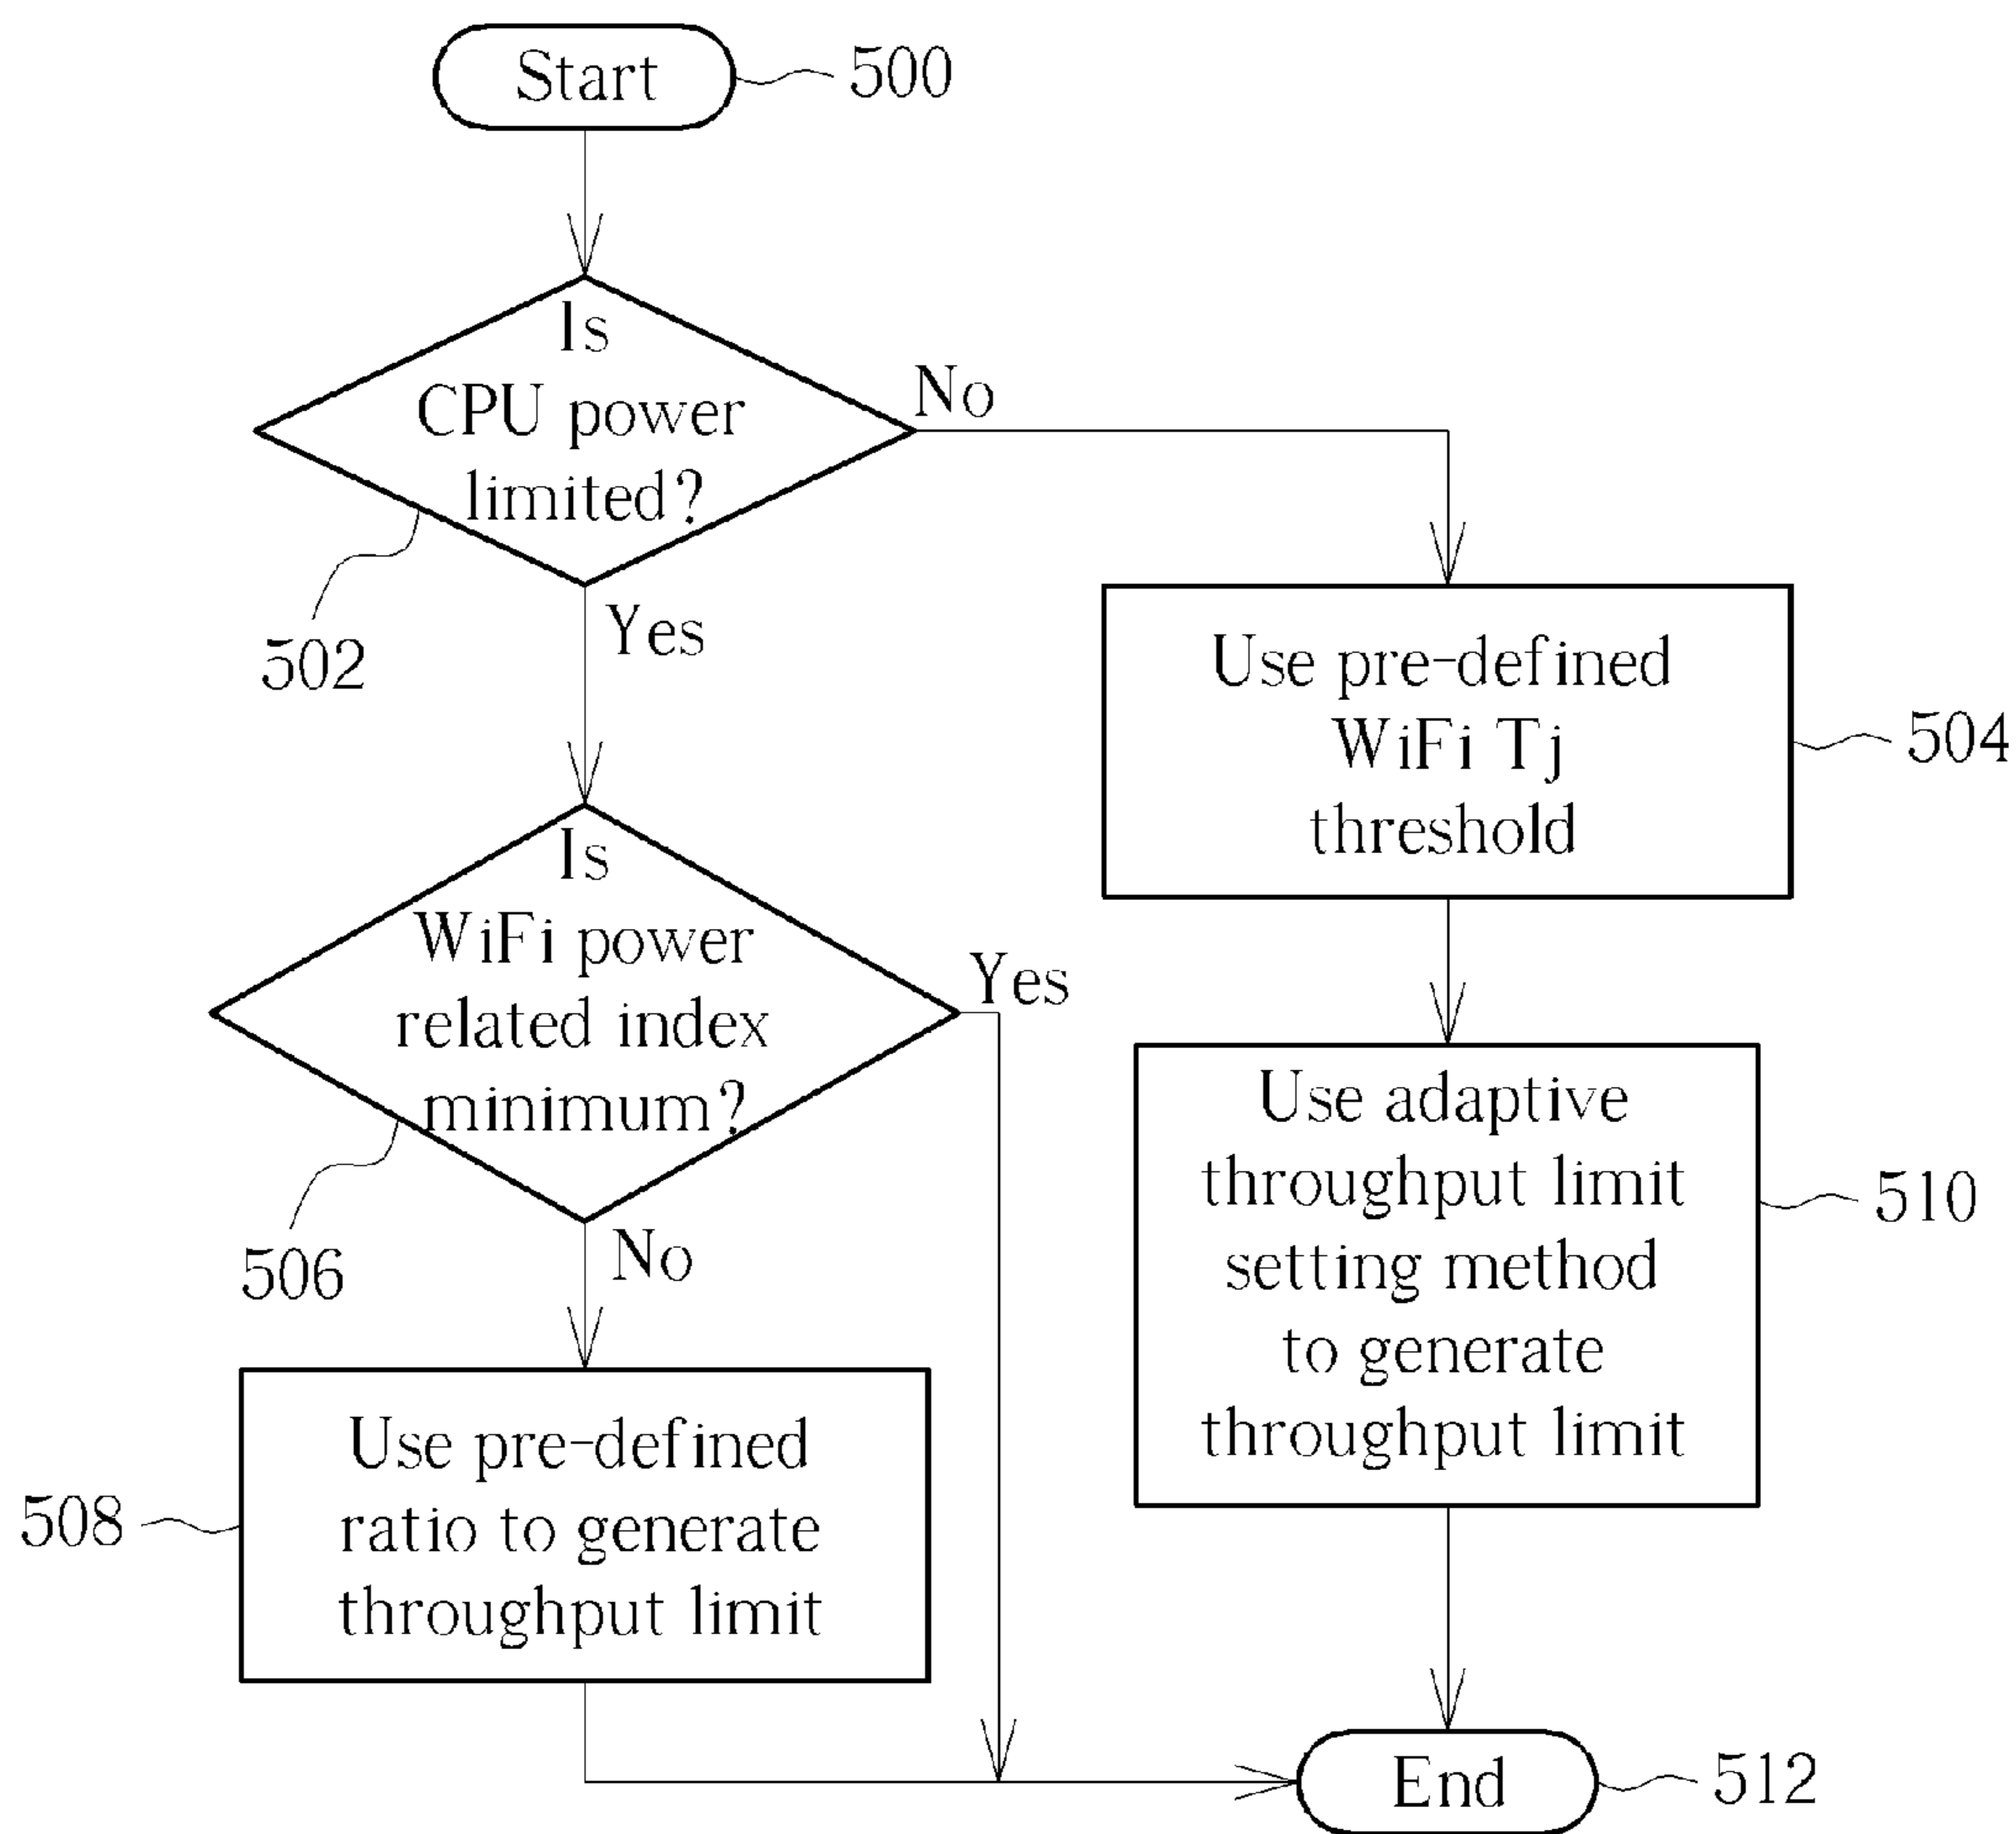 Start
500
Is
CPU power
limited?
No
502
Yes
Use pre-defined
WiFi Tj
threshold
504
Is
WiFi power
related index
minimum?
Yes
506
No
Use adaptive
throughput limit
setting method
to generate
throughput limit
510
Use pre-defined
ratio to generate
throughput limit
508
End
512